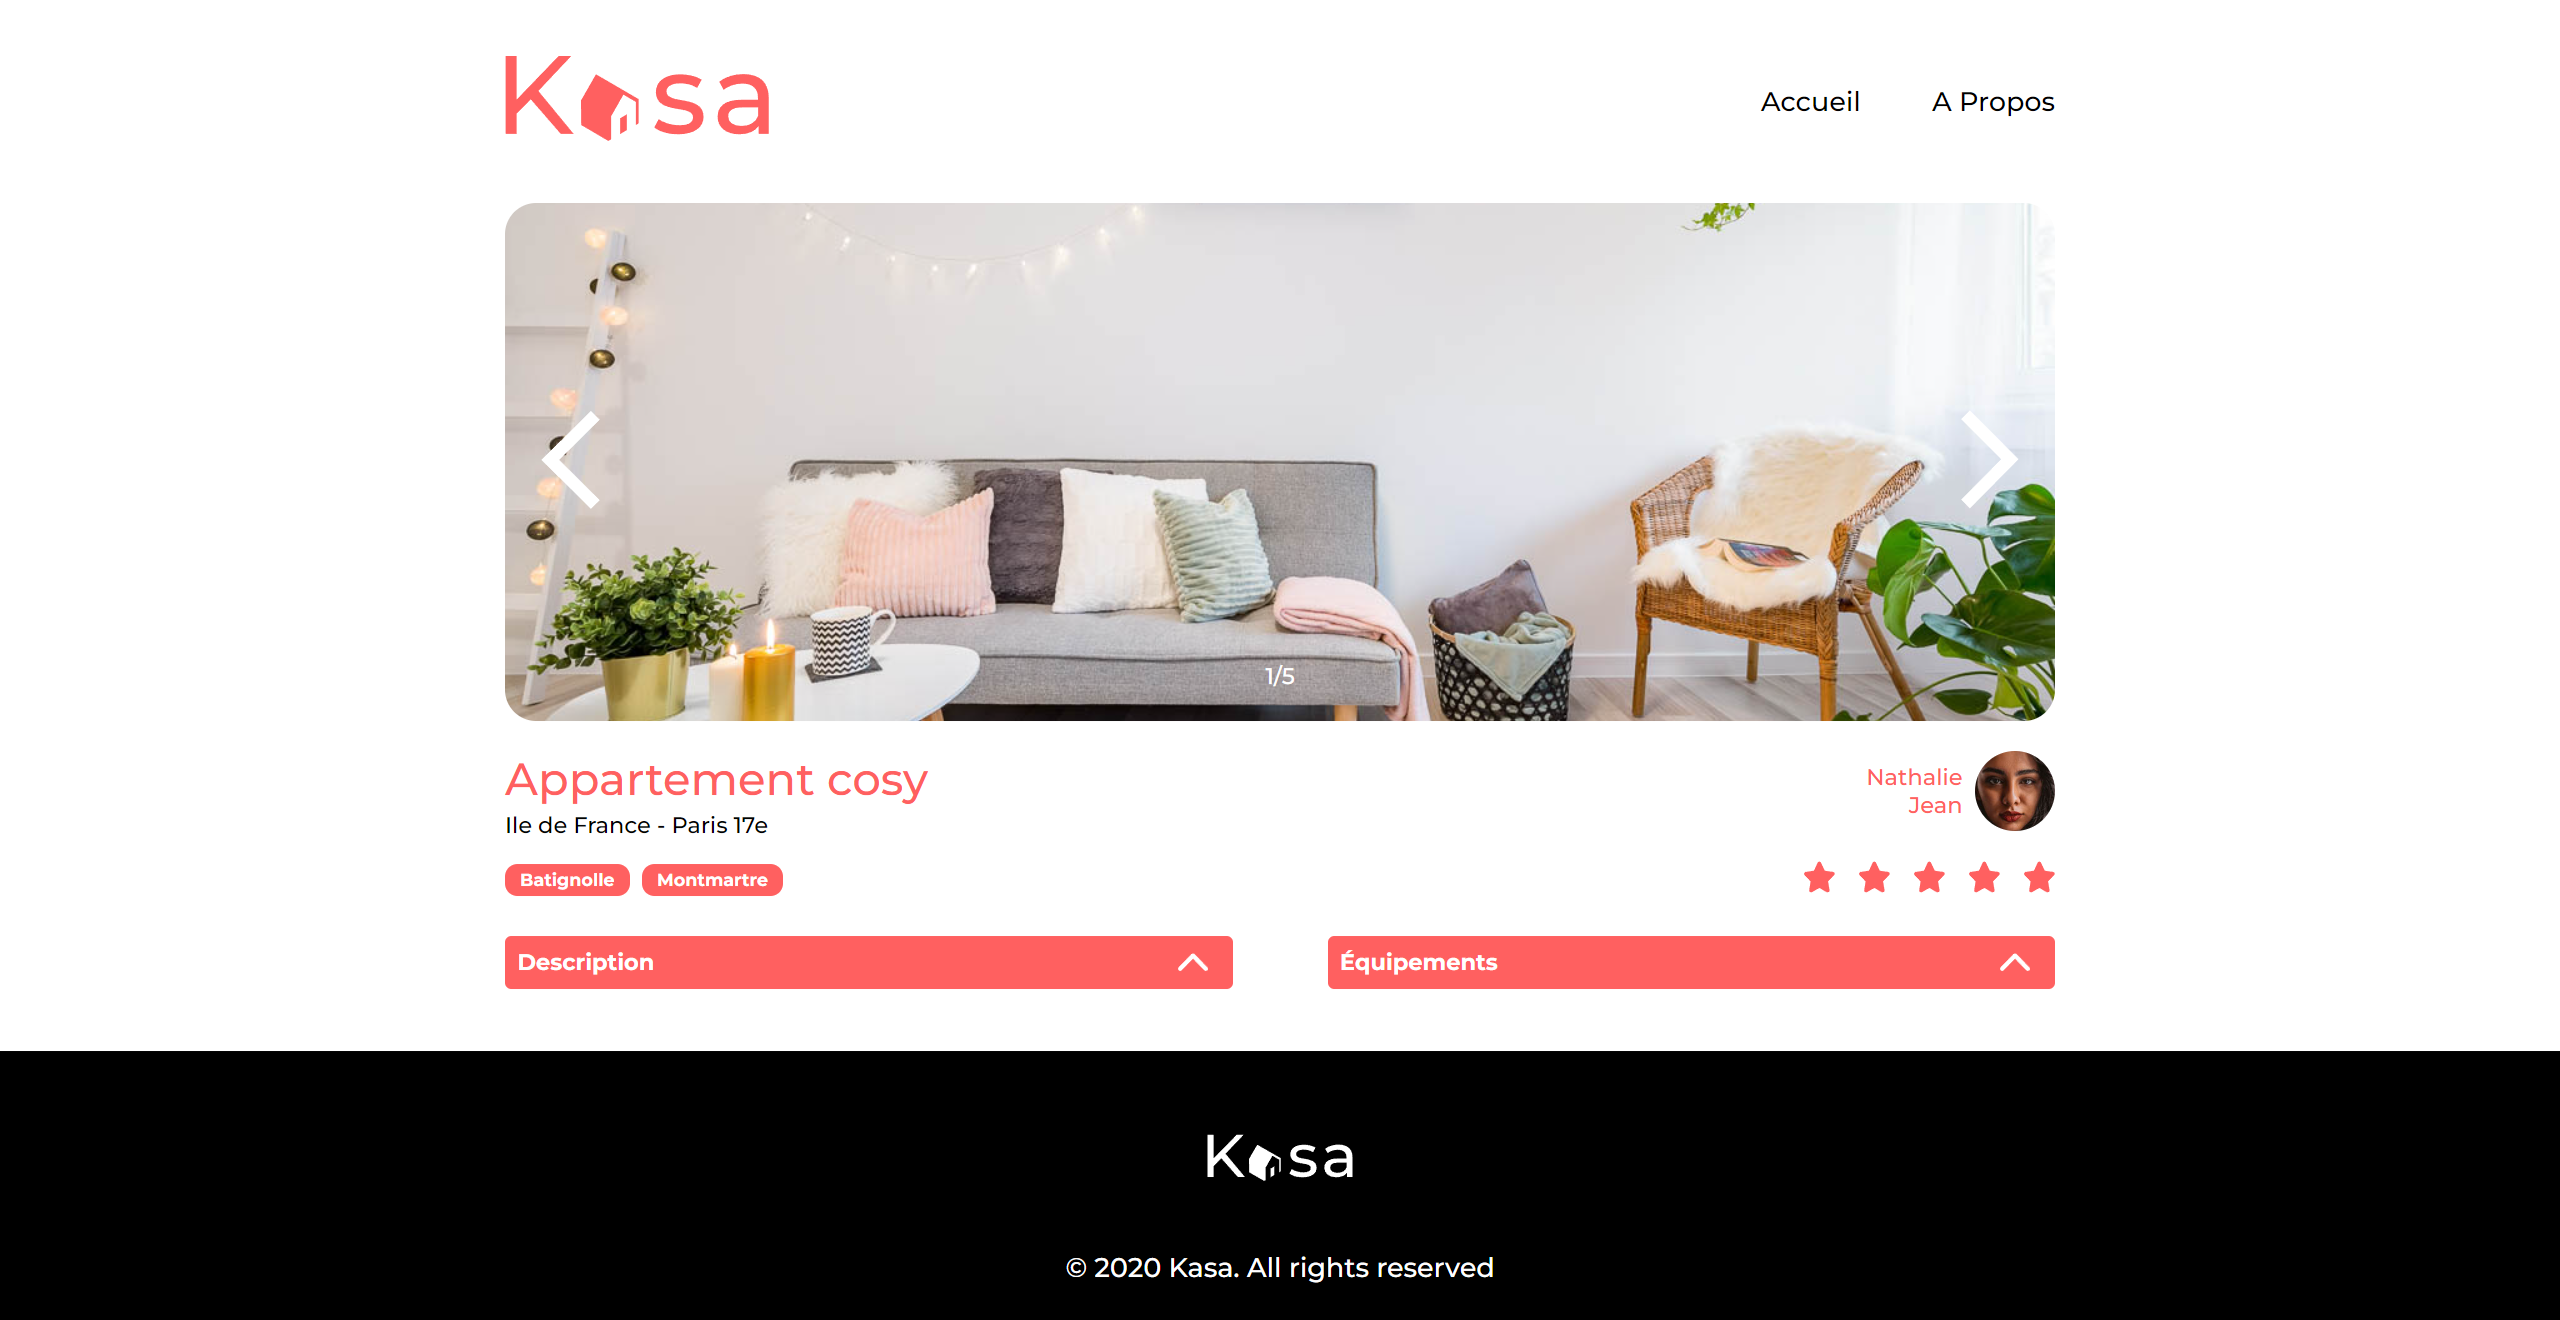 Kasa
Accueil
A Propos
1/5
Appartement cosy
Ile de France - Paris 17e
Batignolle
Montmartre
Nathalie
Jean
Description
Équipements
Kasa
© 2020 Kasa. All rights reserved